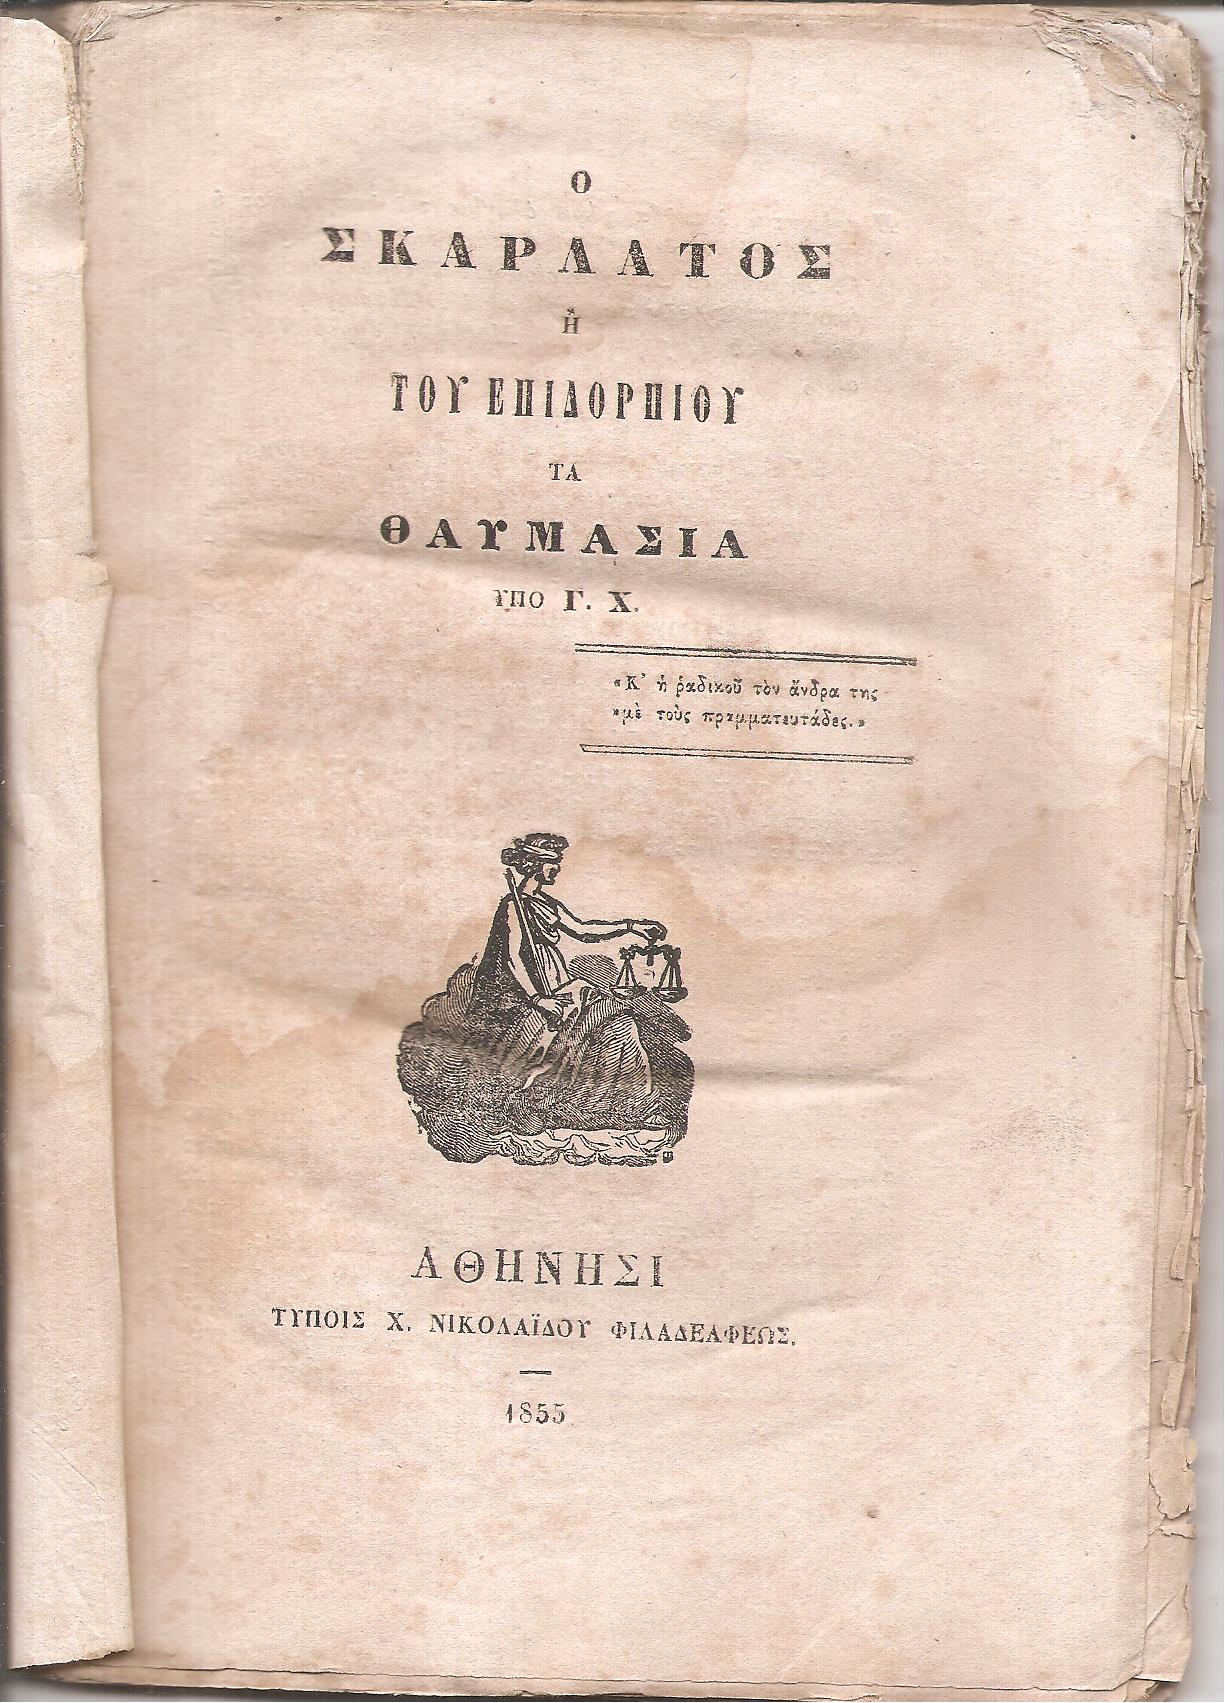 Ο
ΣΚΑΡΛΑΤΟΣ
Ἢ
ΤΟΥ ΕΠΙΔΟΡΠΙΟΥ
ΤΑ
ΘΑΥΜΑΣΙΑ
ΥΠΟ Γ. Χ.
«Κ' ἡ ῥαδικοῦ τὸν ἄνδρα της
»μὲ τοὺς πραμματευτάδες.»
ΑΘΗΝΗΣΙ
ΤΥΠΟΙΣ Χ. ΝΙΚΟΛΑΪΔΟΥ ΦΙΛΑΔΕΛΦΕΩΣ.
1855